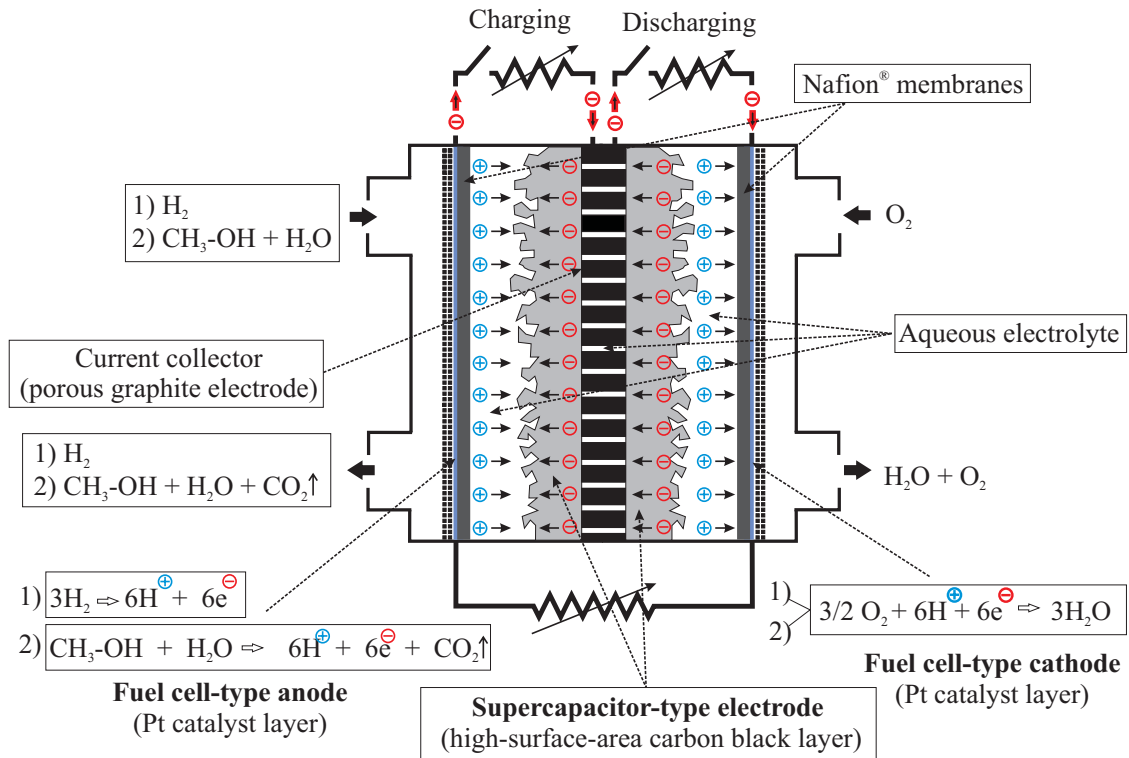 Charging
Discharging
Nafion® membranes
1) H₂
2) CH₃-OH + H₂O
O₂
Current collector
(porous graphite electrode)
Aqueous electrolyte
1) H₂
2) CH₃-OH + H₂O + CO₂↑
H₂O + O₂
1) 3H₂ ⇨ 6H⊕ + 6e⊖
2) CH₃-OH + H₂O ⇨ 6H⊕ + 6e⊖ + CO₂↑
Fuel cell-type anode
(Pt catalyst layer)
1)
2)
3/2 O₂ + 6H⊕ + 6e⊖ ⇨ 3H₂O
Fuel cell-type cathode
(Pt catalyst layer)
Supercapacitor-type electrode
(high-surface-area carbon black layer)